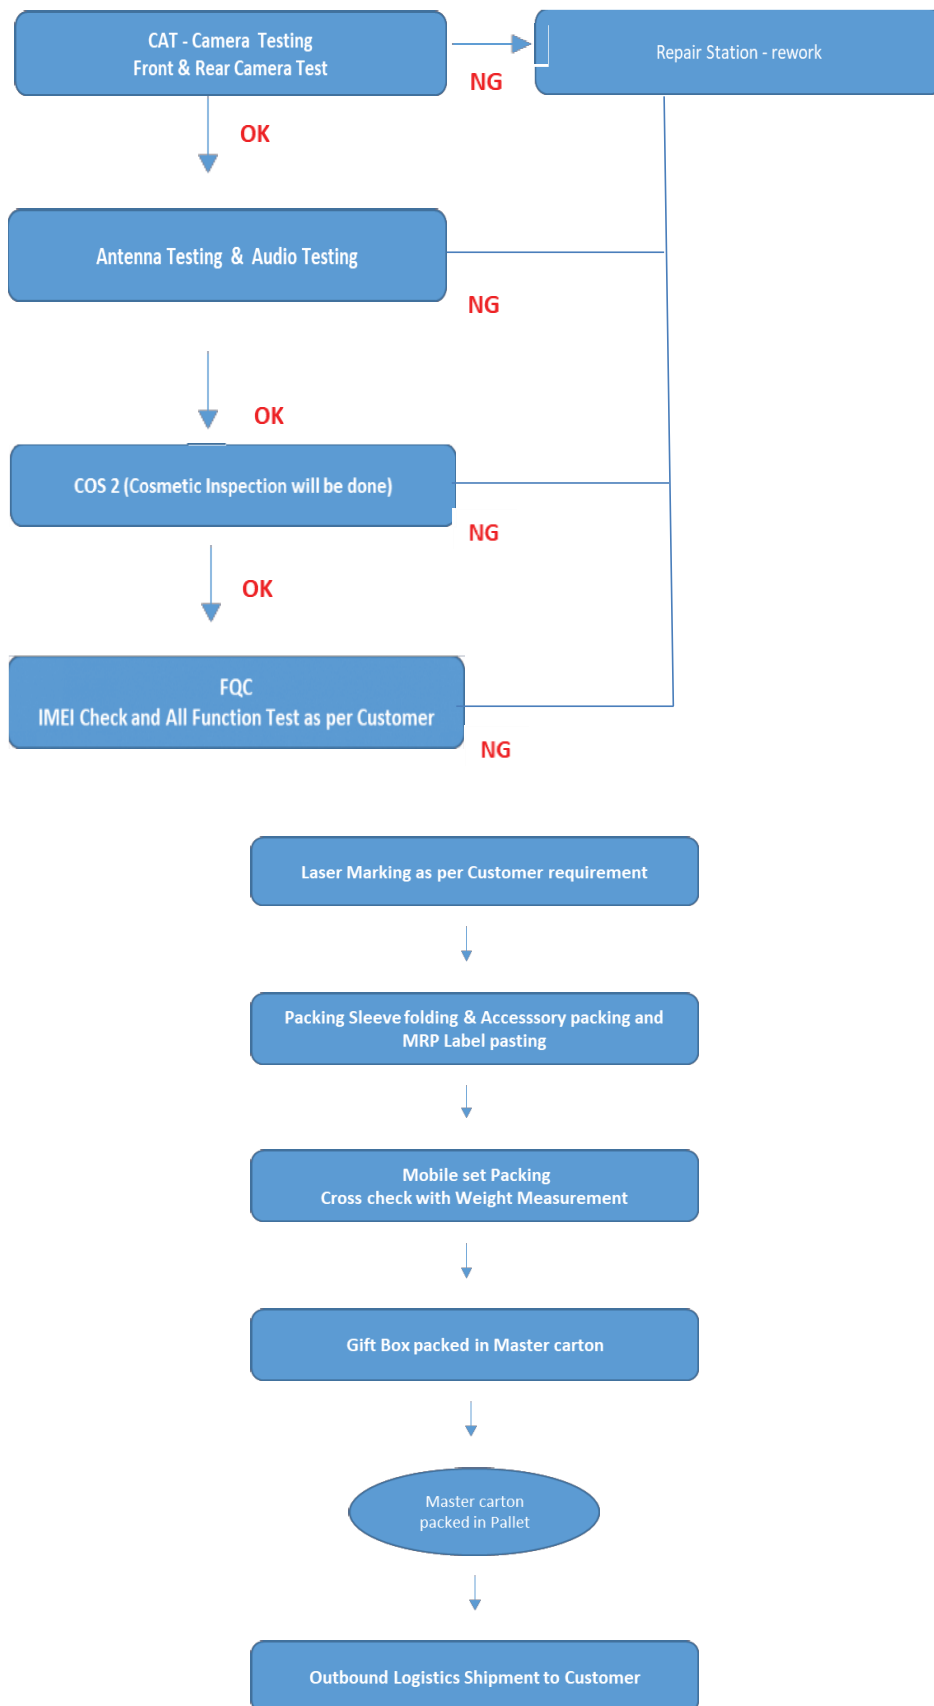 CAT - Camera Testing
Front & Rear Camera Test
Repair Station - rework
NG
OK
Antenna Testing & Audio Testing
NG
OK
COS 2 (Cosmetic Inspection will be done)
NG
OK
FQC
IMEI Check and All Function Test as per Customer
NG
Laser Marking as per Customer requirement
Packing Sleeve folding & Accesssory packing and
MRP Label pasting
Mobile set Packing
Cross check with Weight Measurement
Gift Box packed in Master carton
Master carton
packed in Pallet
Outbound Logistics Shipment to Customer